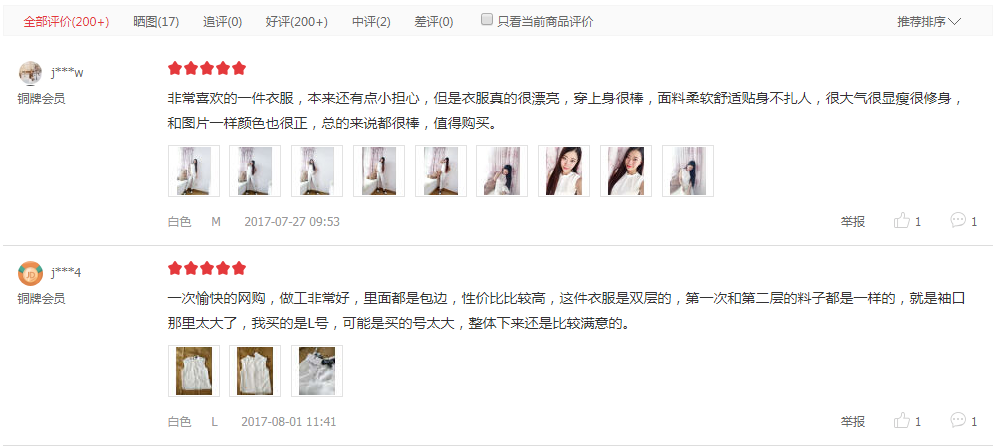 全部评价(200+) 晒图(17) 追评(0) 好评(200+) 中评(2) 差评(0) 只看当前商品评价 推荐排序
j***w
铜牌会员
非常喜欢的一件衣服，本来还有点小担心，但是衣服真的很漂亮，穿上身很棒，面料柔软舒适贴身不扎人，很大气很显瘦很修身，
和图片一样颜色也很正，总的来说都很棒，值得购买。
白色 M 2017-07-27 09:53 举报 1 1
j***4
铜牌会员
一次愉快的网购，做工非常好，里面都是包边，性价比比较高，这件衣服是双层的，第一次和第二层的料子都是一样的，就是袖口
那里太大了，我买的是L号，可能是买的号太大，整体下来还是比较满意的。
白色 L 2017-08-01 11:41 举报 1 1